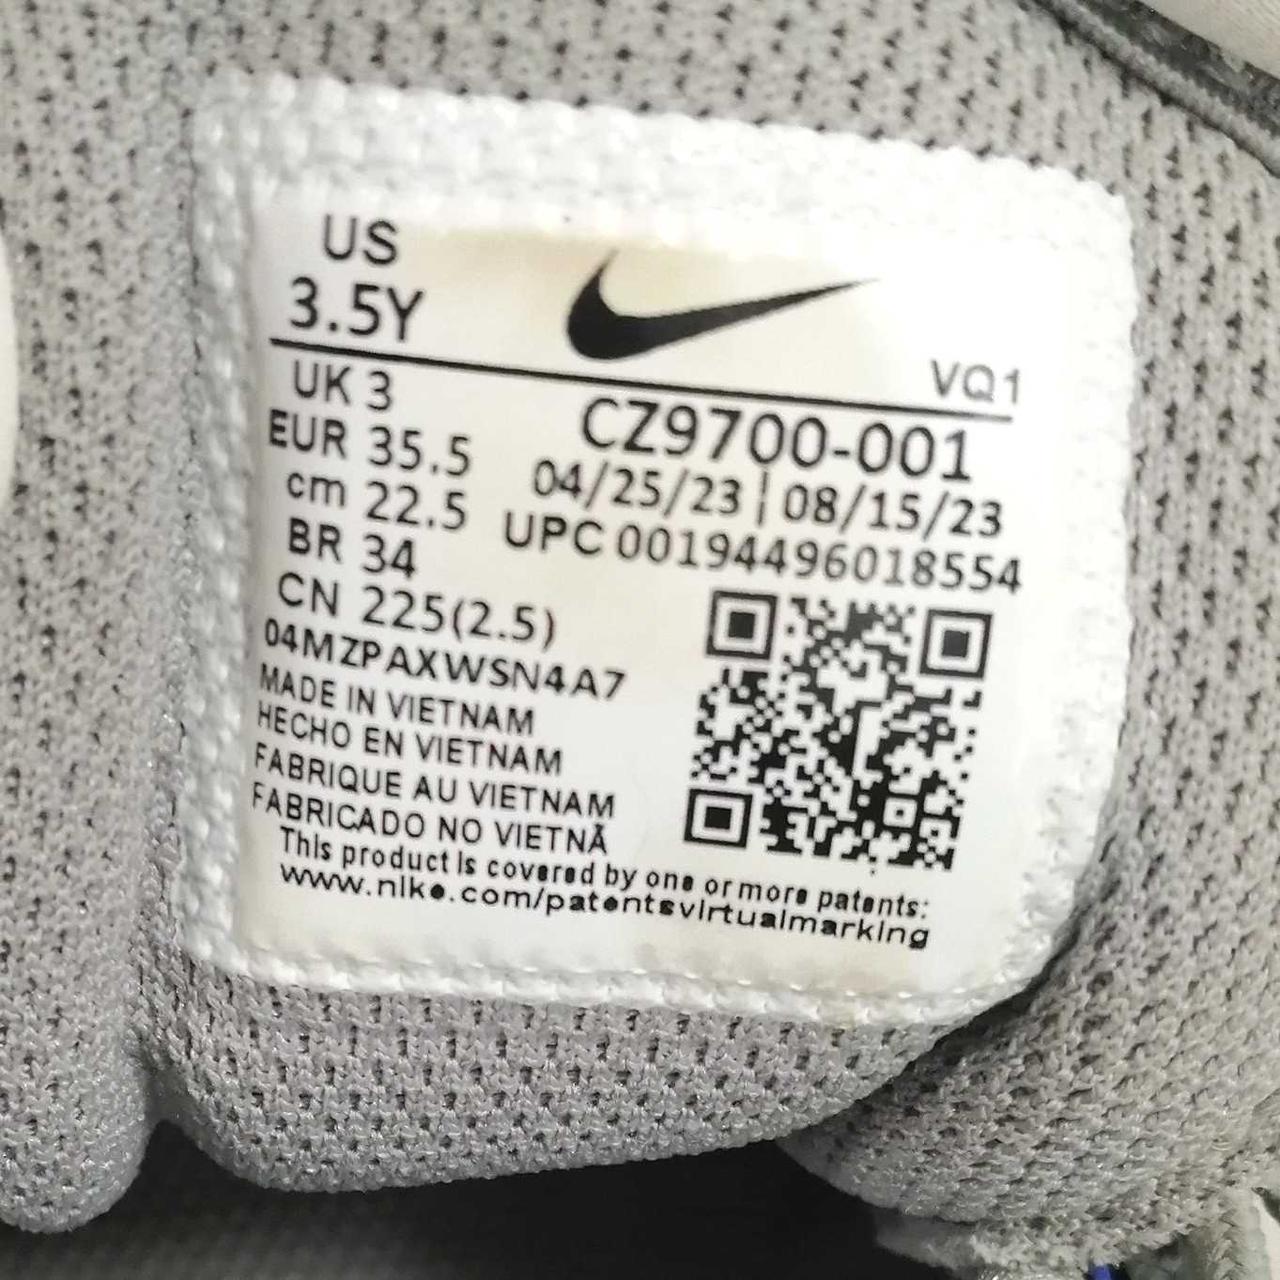 US
3.5Y
VQ1
UK 3
EUR 35.5
cm 22.5
BR 34
CN 225(2.5)
CZ9700-001
04/25/23 | 08/15/23
UPC 00194496018554
04MZPAXWSN4A7
MADE IN VIETNAM
HECHO EN VIETNAM
FABRIQUE AU VIETNAM
FABRICADO NO VIETNÃ
This product is covered by one or more patents:
www.nike.com/patentsvirtualmarking